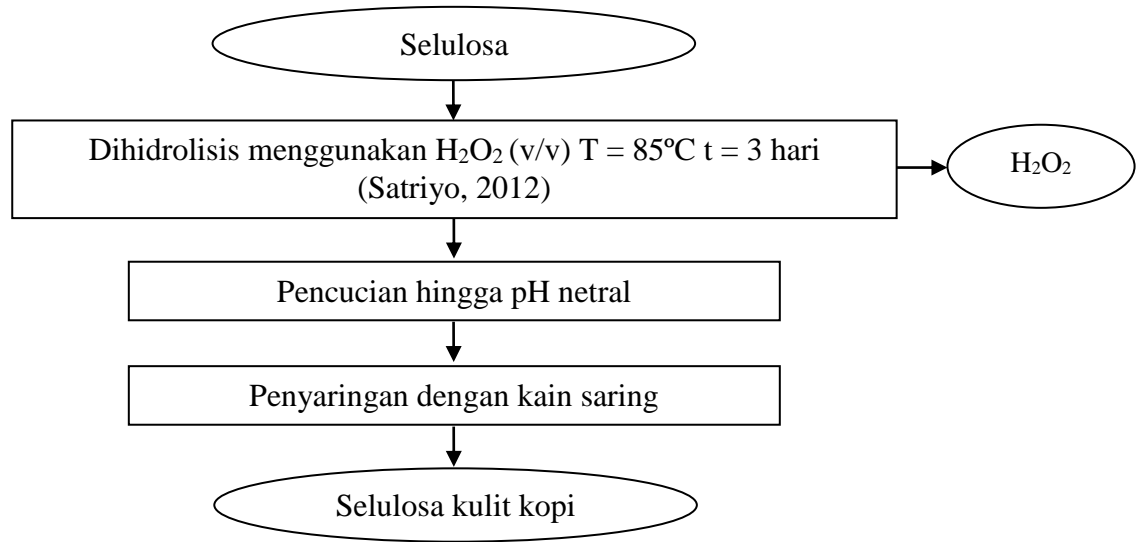 Selulosa
Dihidrolisis menggunakan H₂O₂ (v/v) T = 85ºC t = 3 hari
(Satriyo, 2012)
H₂O₂
Pencucian hingga pH netral
Penyaringan dengan kain saring
Selulosa kulit kopi